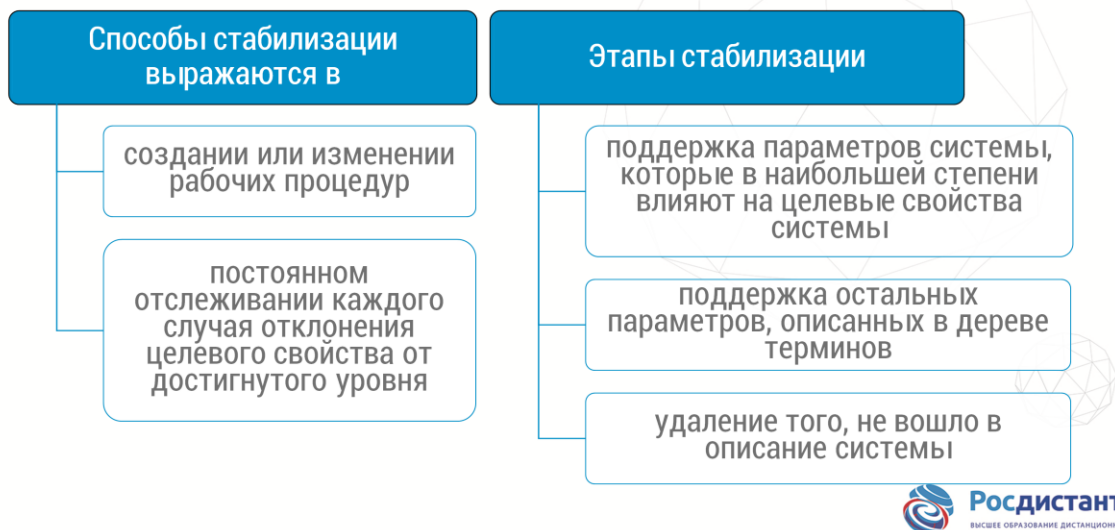 Способы стабилизации
выражаются в
создании или изменении
рабочих процедур
постоянном
отслеживании каждого
случая отклонения
целевого свойства от
достигнутого уровня
Этапы стабилизации
поддержка параметров системы,
которые в наибольшей степени
влияют на целевые свойства
системы
поддержка остальных
параметров, описанных в дереве
терминов
удаление того, не вошло в
описание системы
Росдистант
ВЫСШЕЕ ОБРАЗОВАНИЕ ДИСТАНЦИОН